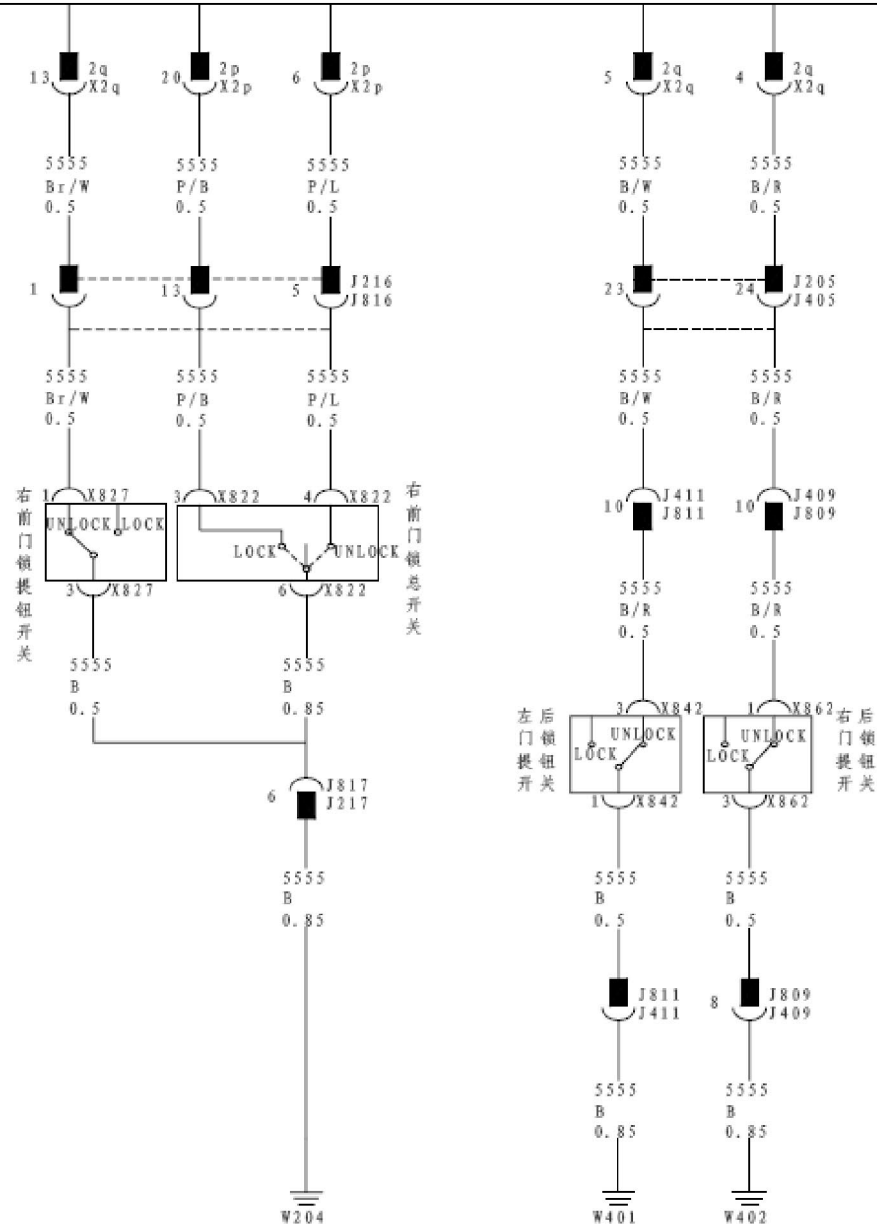 13 2q 20 2p 6 2p 5 2q 4 2q
X2q X2p X2p X2q X2q
5555 5555 5555 5555 5555
Br/W P/B P/L B/W B/R
0.5 0.5 0.5 0.5 0.5
1 13 5 J216 23 24 J205
J816 J405
5555 5555 5555 5555 5555
Br/W P/B P/L B/W B/R
0.5 0.5 0.5 0.5 0.5
右前门锁提钮开关
1 X827 3 X822 4 X822
UNLOCK LOCK
LOCK UNLOCK
3 X827 6 X822
右前门锁总开关
10 J411 10 J409
J811 J809
5555 5555
B/R B/R
0.5 0.5
5555 5555
B B
0.5 0.85
左后门锁提钮开关
3 X842 1 X862
UNLOCK UNLOCK
LOCK LOCK
1 X842 3 X862
右后门锁提钮开关
6 J817
J217
5555 5555 5555
B B B
0.85 0.5 0.5
J811 8 J809
J411 J409
5555 5555
B B
0.85 0.85
W204 W401 W402